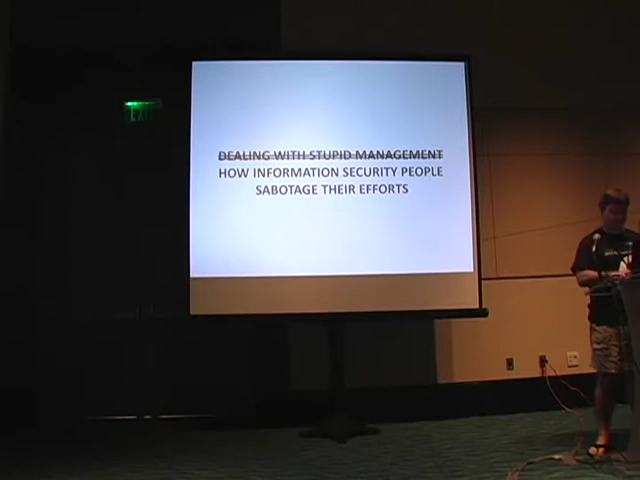 EXIT
DEALING WITH STUPID MANAGEMENT
HOW INFORMATION SECURITY PEOPLE
SABOTAGE THEIR EFFORTS